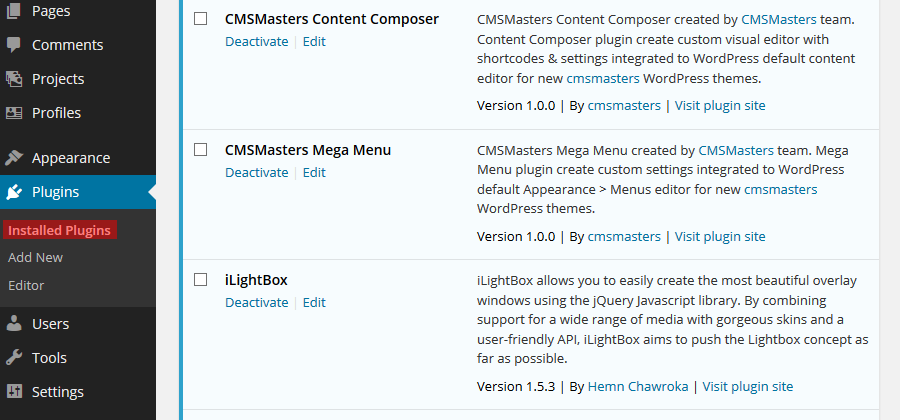 Pages
Comments
Projects
Profiles
Appearance
Plugins
Installed Plugins
Add New
Editor
Users
Tools
Settings
CMSMasters Content Composer
Deactivate | Edit
CMSMasters Content Composer created by CMSMasters team.
Content Composer plugin create custom visual editor with
shortcodes & settings integrated to WordPress default content
editor for new cmsmasters WordPress themes.
Version 1.0.0 | By cmsmasters | Visit plugin site
CMSMasters Mega Menu
Deactivate | Edit
CMSMasters Mega Menu created by CMSMasters team. Mega
Menu plugin create custom settings integrated to WordPress
default Appearance > Menus editor for new cmsmasters
WordPress themes.
Version 1.0.0 | By cmsmasters | Visit plugin site
iLightBox
Deactivate | Edit
iLightBox allows you to easily create the most beautiful overlay
windows using the jQuery Javascript library. By combining
support for a wide range of media with gorgeous skins and a
user-friendly API, iLightBox aims to push the Lightbox concept as
far as possible.
Version 1.5.3 | By Hemn Chawroka | Visit plugin site